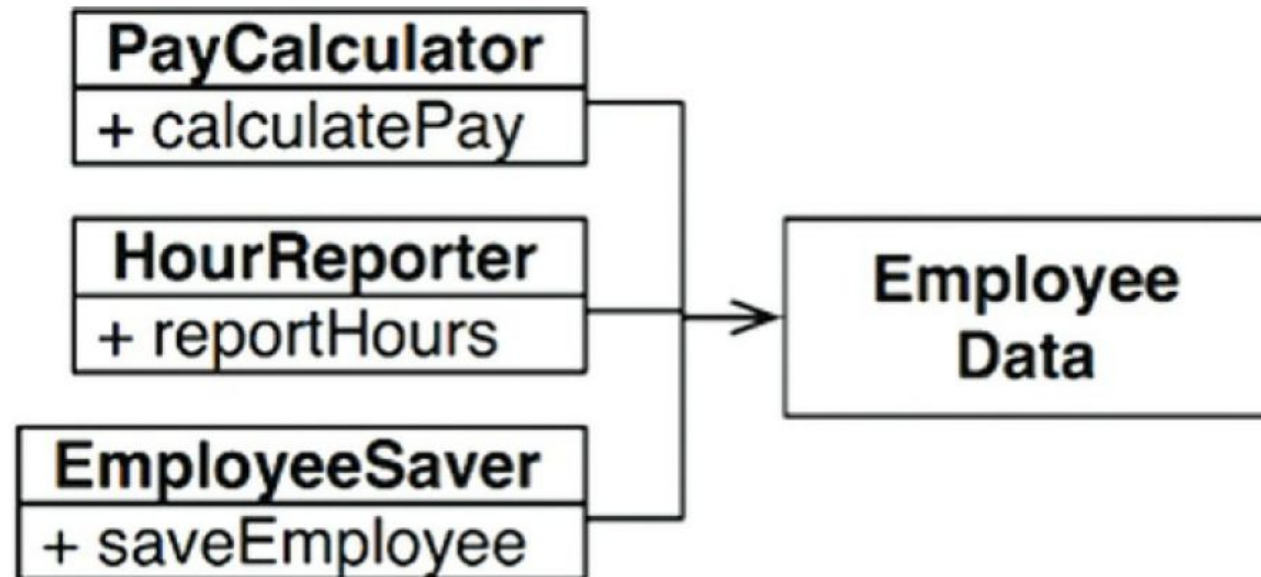 PayCalculator
+ calculatePay
HourReporter
+ reportHours
EmployeeSaver
+ saveEmployee
Employee
Data